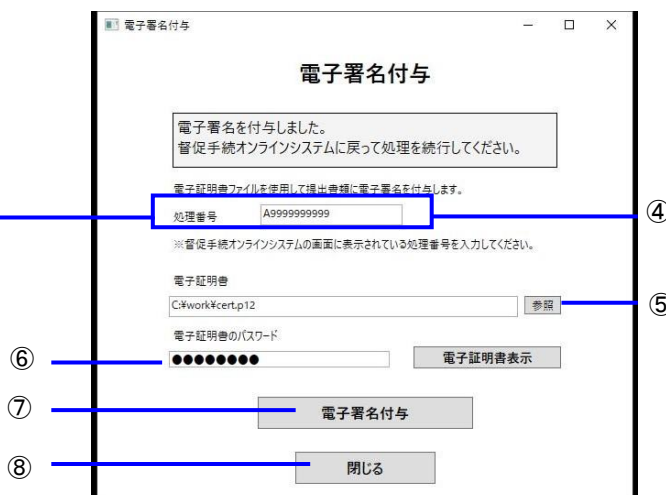 電子署名付与
電子署名付与
電子署名を付与しました。
督促手続オンラインシステムに戻って処理を続行してください。
電子証明書ファイルを使用して提出書類に電子署名を付与します。
処理番号 A9999999999 ④
※督促手続オンラインシステムの画面に表示されている処理番号を入力してください。
電子証明書
C:¥work¥cert.p12 参照 ⑤
電子証明書のパスワード
⑥ ●●●●●●●● 電子証明書表示
⑦ 電子署名付与
⑧ 閉じる